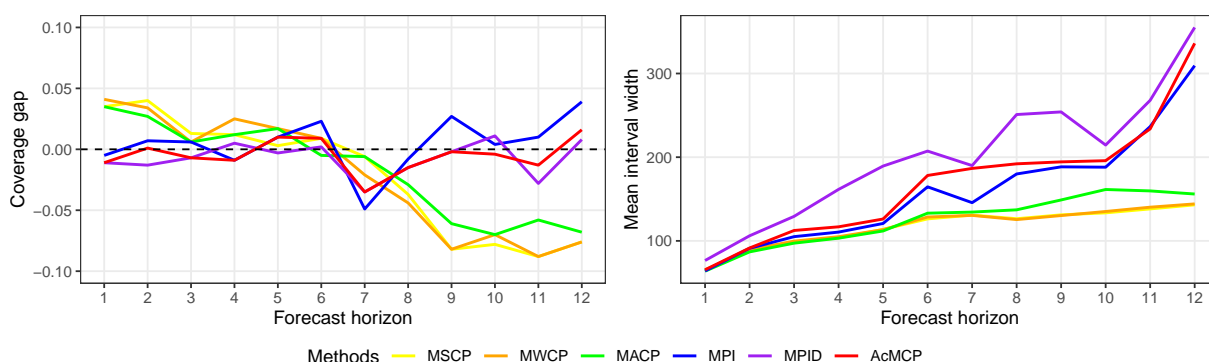 Coverage gap
0.10
0.05
0.00
−0.05
−0.10
1 2 3 4 5 6 7 8 9 10 11 12
Forecast horizon
Mean interval width
300
200
100
1 2 3 4 5 6 7 8 9 10 11 12
Forecast horizon
Methods MSCP MWCP MACP MPI MPID AcMCP